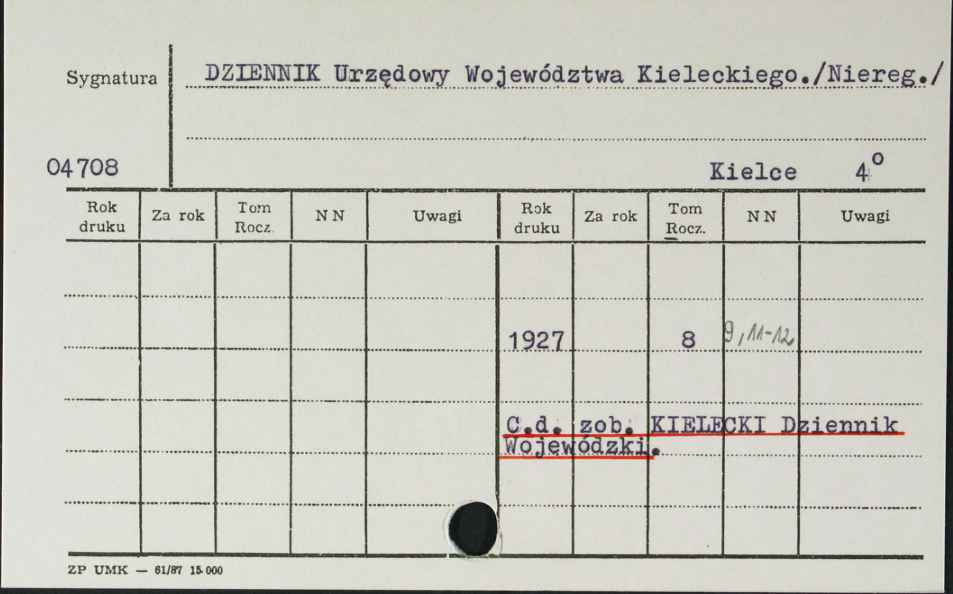 Sygnatura
DZIENNIK Urzędowy Województwa Kieleckiego./Niereg./
04708
Kielce 4°
Rok druku Za rok Tom Rocz. N N Uwagi Rok druku Za rok Tom Rocz. N N Uwagi
1927 8 9, 11-12
C.d. zob. KIELECKI Dziennik
Wojewódzki.
ZP UMK — 61/87 15.000